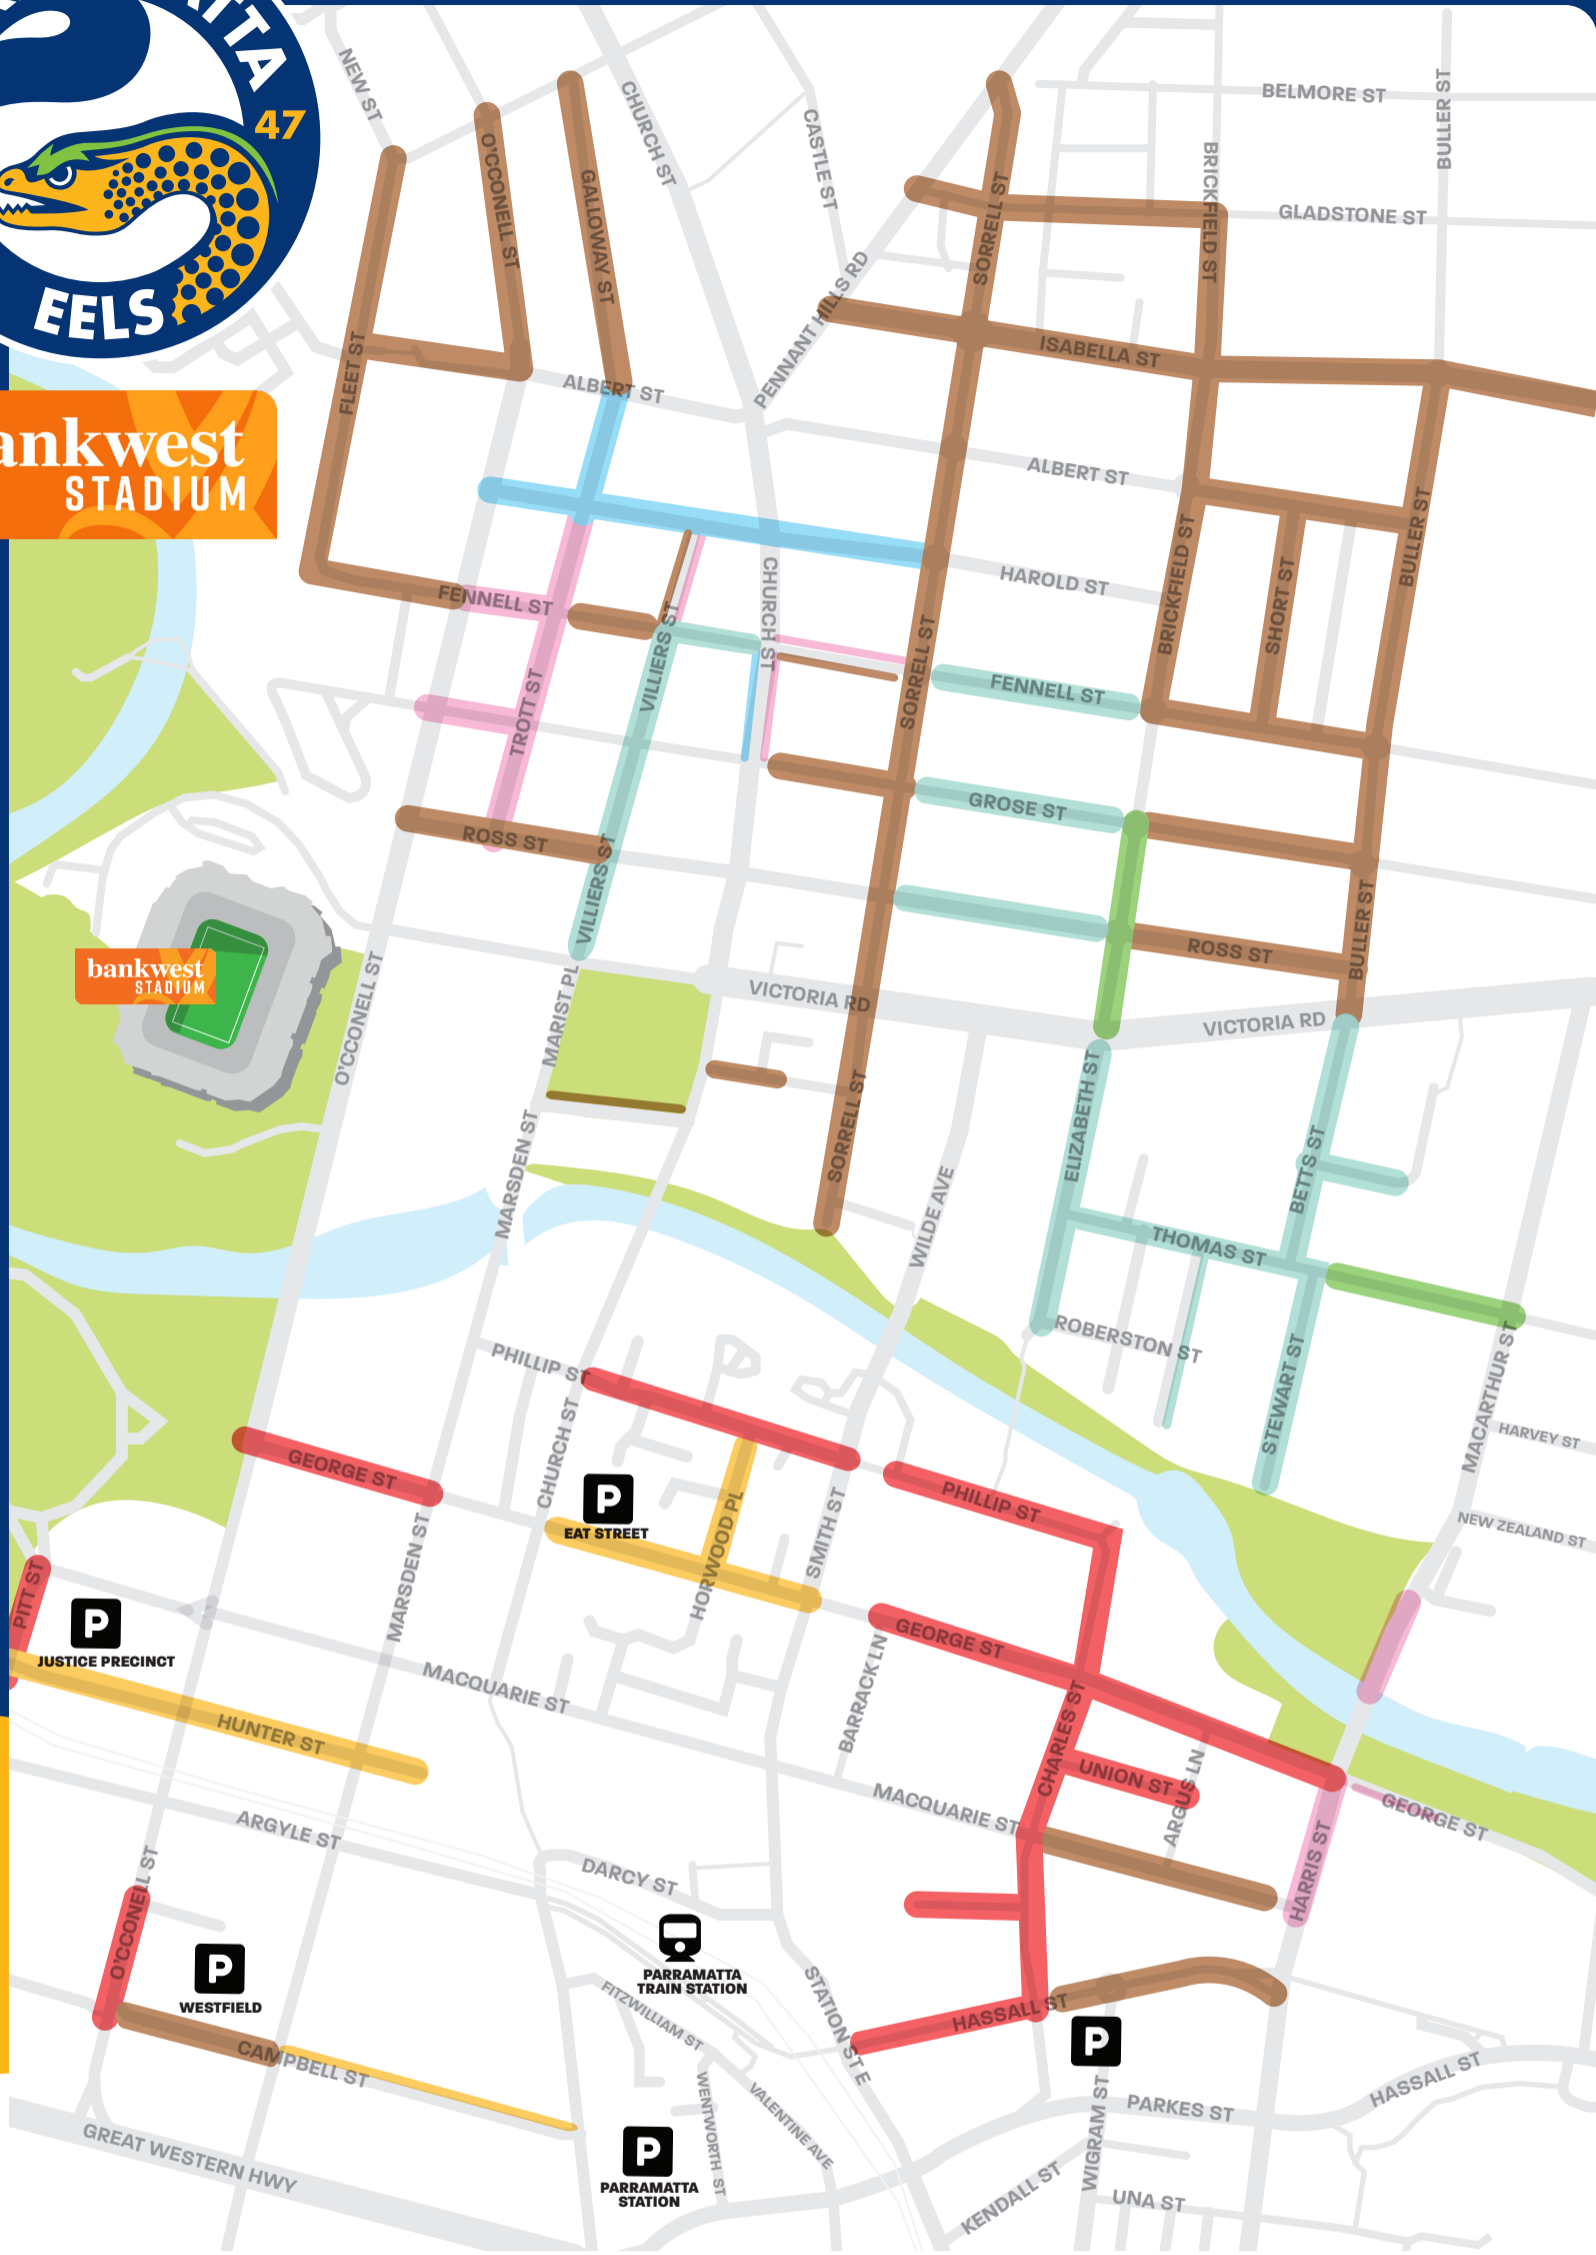 47
EELS
STADIUM
bankwest
STADIUM
NEW ST
O'CCONELL ST
GALLOWAY ST
CHURCH ST
CASTLE ST
PENNANT HILLS RD
SORRELL ST
BRICKFIELD ST
BELMORE ST
BULLER ST
GLADSTONE ST
FLEET ST
ALBERT ST
ISABELLA ST
ALBERT ST
BULLER ST
HAROLD ST
BRICKFIELD ST
SHORT ST
CHURCH ST
FENNELL ST
VILLIERS ST
TROTT ST
SORRELL ST
FENNELL ST
GROSE ST
ROSS ST
VILLIERS ST
BULLER ST
ROSS ST
O'CCONELL ST
MARIST PL
VICTORIA RD
VICTORIA RD
ELIZABETH ST
SORRELL ST
MARSDEN ST
BETTS ST
WILDE AVE
THOMAS ST
ROBERSTON ST
PHILLIP ST
STEWART ST
MACARTHUR ST
HARVEY ST
GEORGE ST
CHURCH ST
P
EAT STREET
HORWOOD PL
SMITH ST
PHILLIP ST
NEW ZEALAND ST
MARSDEN ST
PITT ST
P
JUSTICE PRECINCT
GEORGE ST
BARRACK LN
MACQUARIE ST
HUNTER ST
CHARLES ST
UNION ST
ARGUS LN
MACQUARIE ST
GEORGE ST
HARRIS ST
ARGYLE ST
DARCY ST
O'CCONELL ST
P
WESTFIELD
PARRAMATTA
TRAIN STATION
STATION ST E
FITZWILLIAM ST
HASSALL ST
P
CAMPBELL ST
WENTWORTH ST
VALENTINE AVE
WIGRAM ST
PARKES ST
HASSALL ST
GREAT WESTERN HWY
P
PARRAMATTA
STATION
KENDALL ST
UNA ST